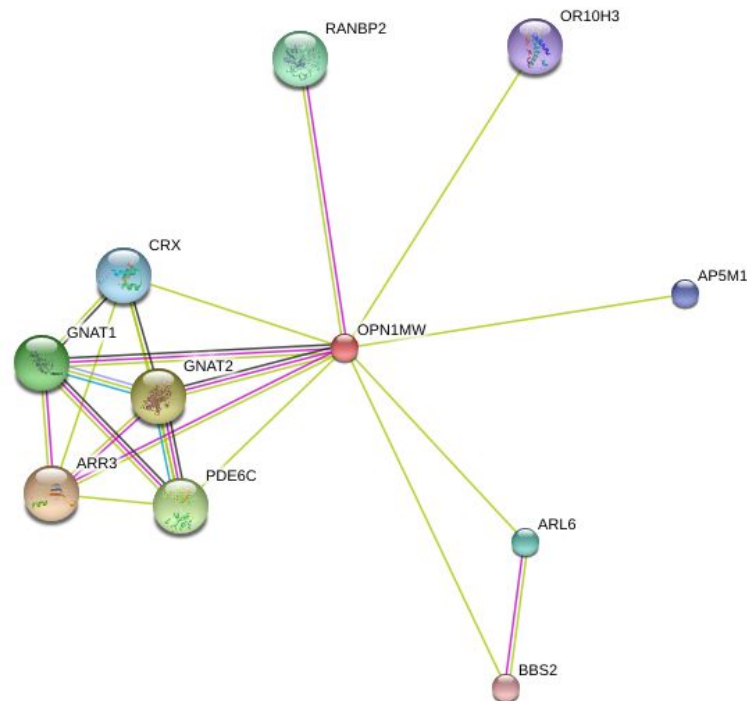 RANBP2
OR10H3
CRX
AP5M1
GNAT1
OPN1MW
GNAT2
ARR3
PDE6C
ARL6
BBS2